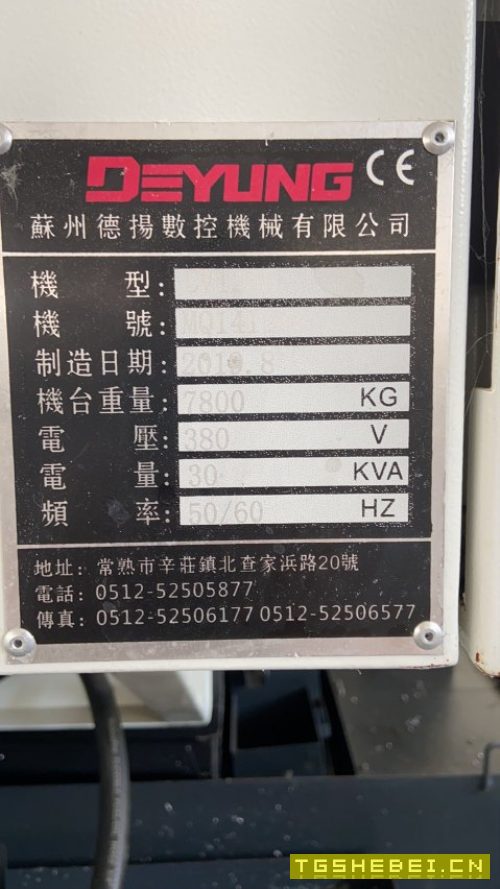 DEYUNG CE
蘇州德揚數控機械有限公司
機 型:
機 號:
制造日期:
機台重量: 7800 KG
電 壓: 380 V
電 量: 30 KVA
頻 率: 50/60 HZ
地址: 常熟市辛莊鎮北查家浜路20號
電話: 0512-52505877
傳真: 0512-52506177 0512-52506577
TGSHEBEI.CN